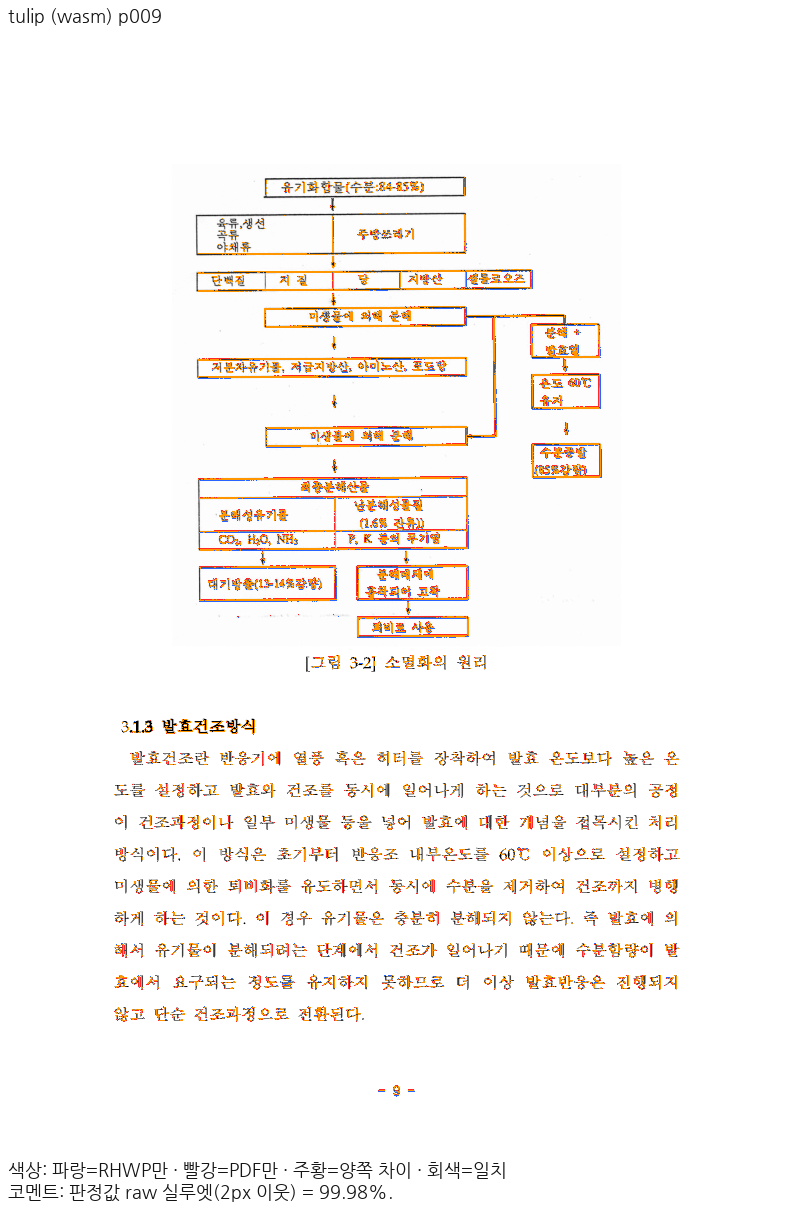 tulip (wasm) p009
유기화합물(수분:84-85%)
육류,생선
곡류
야채류
주방쓰레기
단백질 지 질 당 지방산 셀룰로오즈
미생물에 의해 분해
분해 +
발효열
저분자유기물, 저급지방산, 아미노산, 포도당
온도 60℃
유지
미생물에 의해 분해
수분증발
(85%감량)
최종분해산물
분해성유기물
난분해성물질
(1.6% 잔류))
CO₂, H₂O, NH₃
P, K 등의 무기염
대기방출(13-14%감량)
분해매체에
흡착되어 고착
퇴비로 사용
[그림 3-2] 소멸화의 원리
3.1.3 발효건조방식
발효건조란 반응기에 열풍 혹은 히터를 장착하여 발효 온도보다 높은 온
도를 설정하고 발효와 건조를 동시에 일어나게 하는 것으로 대부분의 공정
이 건조과정이나 일부 미생물 등을 넣어 발효에 대한 개념을 접목시킨 처리
방식이다. 이 방식은 초기부터 반응조 내부온도를 60℃ 이상으로 설정하고
미생물에 의한 퇴비화를 유도하면서 동시에 수분을 제거하여 건조까지 병행
하게 하는 것이다. 이 경우 유기물은 충분히 분해되지 않는다. 즉 발효에 의
해서 유기물이 분해되려는 단계에서 건조가 일어나기 때문에 수분함량이 발
효에서 요구되는 정도를 유지하지 못하므로 더 이상 발효반응은 진행되지
않고 단순 건조과정으로 전환된다.
- 9 -
색상: 파랑=RHWP만 · 빨강=PDF만 · 주황=양쪽 차이 · 회색=일치
코멘트: 판정값 raw 실루엣(2px 이웃) = 99.98%.